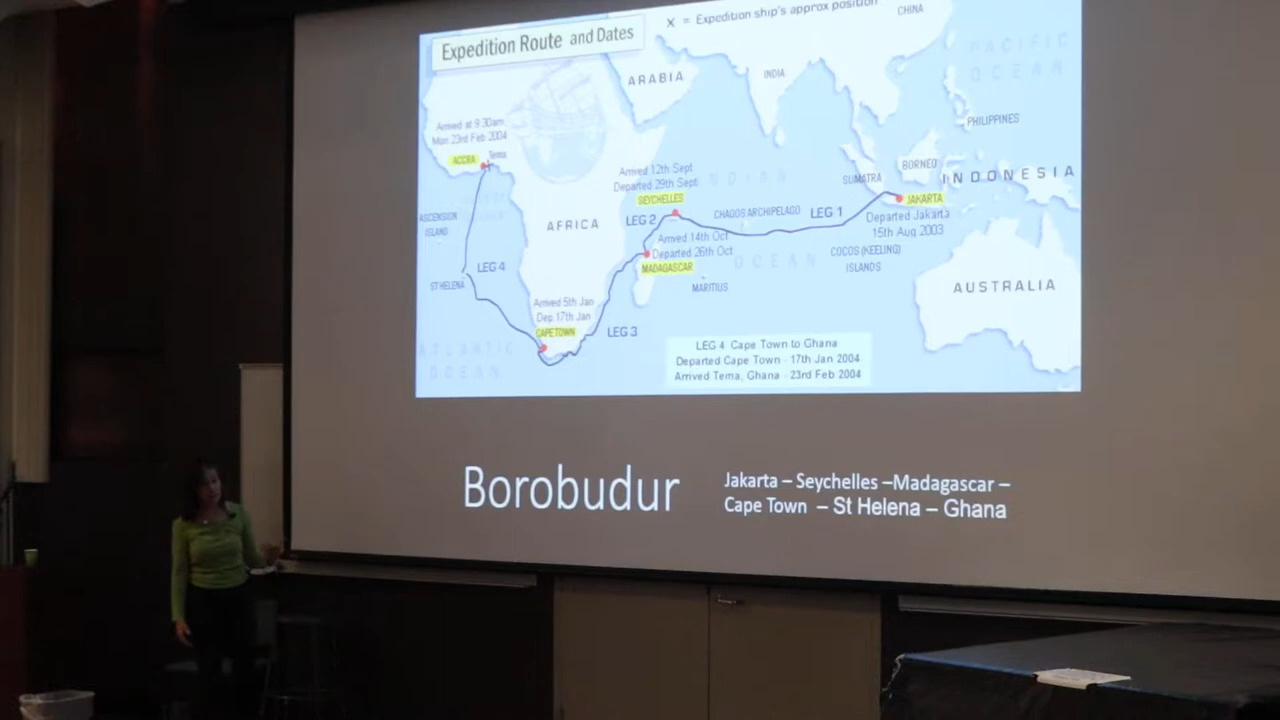 X = Expedition ship's approx position
Expedition Route and Dates
CHINA
PACIFIC
OCEAN
ARABIA
INDIA
PHILIPPINES
Arrived at 9:30am
Mon 23rd Feb 2004
ACCRA
Tema
Arrived 12th Sept
Departed 29th Sept
SEYCHELLES
INDIAN
BORNEO
SUMATRA
INDONESIA
JAKARTA
Departed Jakarta
15th Aug 2003
ASCENSION
ISLAND
AFRICA
LEG 2
CHAGOS ARCHIPELAGO
LEG 1
Arrived 14th Oct
Departed 26th Oct
MADAGASCAR
OCEAN
COCOS (KEELING)
ISLANDS
LEG 4
ST HELENA
MARITIUS
AUSTRALIA
Arrived 5th Jan
Dep 17th Jan
CAPETOWN
LEG 3
ATLANTIC
OCEAN
LEG 4 Cape Town to Ghana
Departed Cape Town - 17th Jan 2004
Arrived Tema, Ghana - 23rd Feb 2004
Borobudur
Jakarta – Seychelles –Madagascar –
Cape Town – St Helena – Ghana